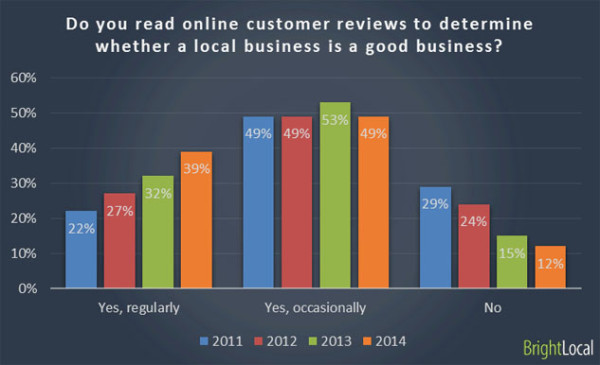 Do you read online customer reviews to determine
whether a local business is a good business?
60%
50%
40%
30%
20%
10%
0%
22%
27%
32%
39%
49%
49%
53%
49%
29%
24%
15%
12%
Yes, regularly
Yes, occasionally
No
2011 2012 2013 2014
BrightLocal